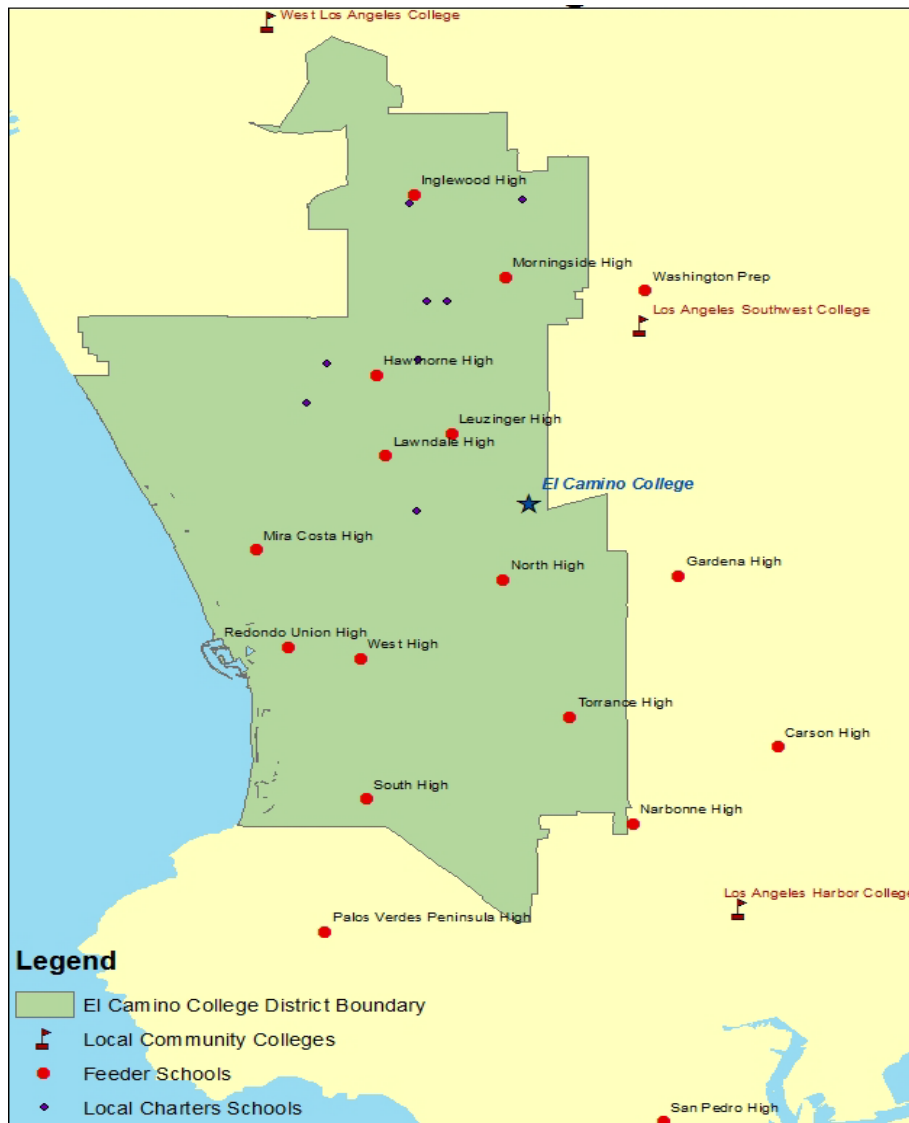 West Los Angeles College
Inglewood High
Morningside High
Washington Prep
Los Angeles Southwest College
Hawthorne High
Leuzinger High
Lawndale High
El Camino College
Mira Costa High
North High
Gardena High
Redondo Union High
West High
Torrance High
Carson High
South High
Narbonne High
Los Angeles Harbor College
Palos Verdes Peninsula High
Legend
El Camino College District Boundary
Local Community Colleges
Feeder Schools
Local Charters Schools
San Pedro High